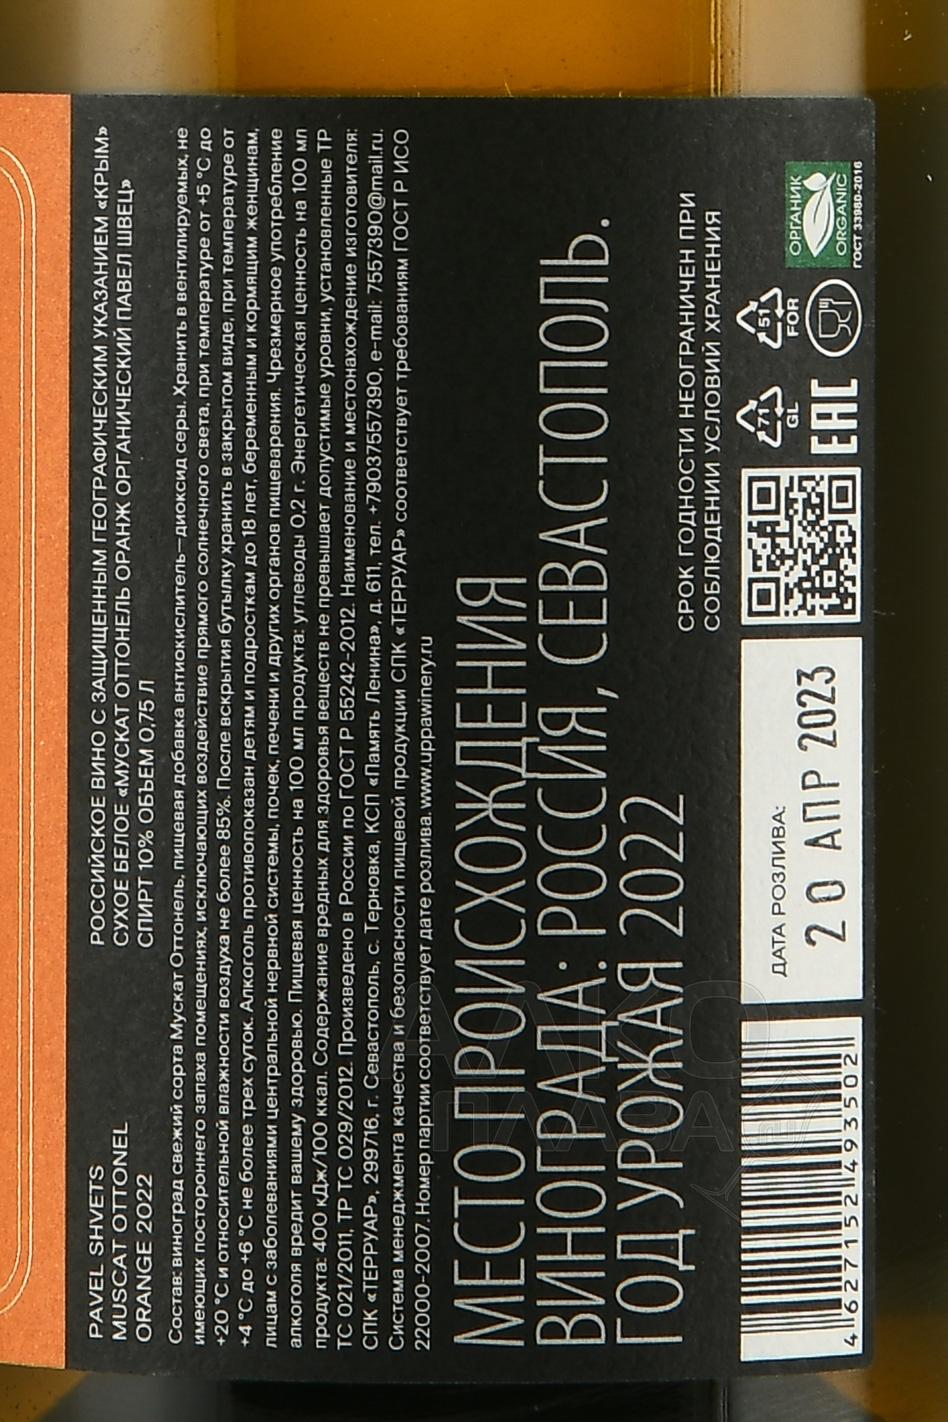 PAVEL SHVETS
MUSCAT OTTONEL
ORANGE 2022
РОССИЙСКОЕ ВИНО С ЗАЩИЩЕННЫМ ГЕОГРАФИЧЕСКИМ УКАЗАНИЕМ «КРЫМ»
СУХОЕ БЕЛОЕ «МУСКАТ ОТТОНЕЛЬ ОРАНЖ ОРГАНИЧЕСКИЙ ПАВЕЛ ШВЕЦ»
СПИРТ 10% ОБЪЕМ 0,75 Л
Состав: виноград свежий сорта Мускат Оттонель, пищевая добавка антиокислитель—диоксид серы. Хранить в вентилируемых, не
имеющих постороннего запаха помещениях, исключающих воздействие прямого солнечного света, при температуре от +5 °С до
+20 °С и относительной влажности воздуха не более 85%. После вскрытия бутылку хранить в закрытом виде, при температуре от
+4 °С до +6 °С не более трех суток. Алкоголь противопоказан детям и подросткам до 18 лет, беременным и кормящим женщинам,
лицам с заболеваниями центральной нервной системы, почек, печени и других органов пищеварения. Чрезмерное употребление
алкоголя вредит вашему здоровью. Пищевая ценность на 100 мл продукта: углеводы 0,2 г. Энергетическая ценность на 100 мл
продукта: 400 кДж/100 ккал. Содержание вредных для здоровья веществ не превышает допустимые уровни, установленные ТР
ТС 021/2011, ТР ТС 029/2012. Произведено в России по ГОСТ Р 55242-2012. Наименование и местонахождение изготовителя:
СПК «ТЕРРУАР», 299716, г. Севастополь, с. Терновка, КСП «Память Ленина», д. 611, тел. +79037557390, e-mail: 7557390@mail.ru.
Система менеджмента качества и безопасности пищевой продукции СПК «ТЕРРУАР» соответствует требованиям ГОСТ Р ИСО
22000-2007. Номер партии соответствует дате розлива. www.uppawinery.ru
МЕСТО ПРОИСХОЖДЕНИЯ
ВИНОГРАДА: РОССИЯ, СЕВАСТОПОЛЬ.
ГОД УРОЖАЯ 2022
СРОК ГОДНОСТИ НЕОГРАНИЧЕН ПРИ
СОБЛЮДЕНИИ УСЛОВИЙ ХРАНЕНИЯ
4 627152 493502
ДАТА РОЗЛИВА:
20 АПР 2023
71
GL
51
FOR
EAC
ОРГАНИК
ORGANIC
ГОСТ 33980-2016
АЛКО
ПЛАЗА
.ru